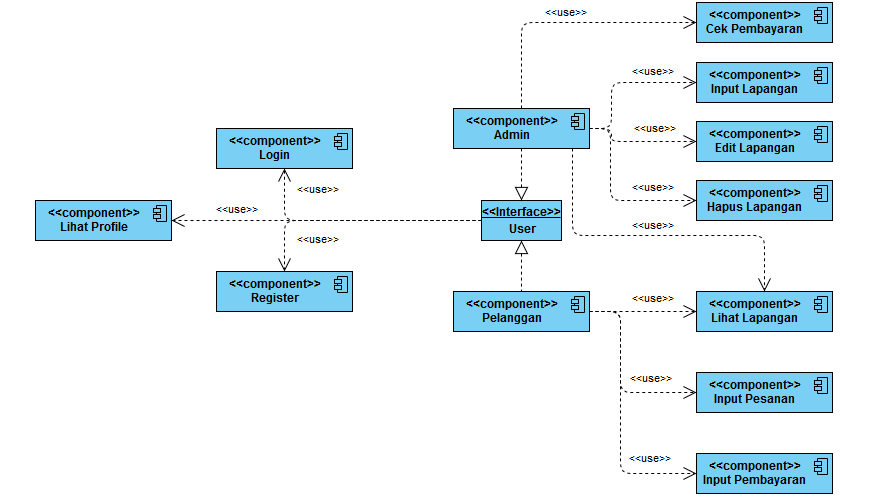 <<use>>
<<component>>
Cek Pembayaran
<<use>>
<<component>>
Input Lapangan
<<component>>
Admin
<<use>>
<<component>>
Edit Lapangan
<<component>>
Login
<<use>>
<<component>>
Hapus Lapangan
<<use>>
<<component>>
Lihat Profile
<<use>>
<<Interface>>
User
<<use>>
<<use>>
<<component>>
Register
<<component>>
Pelanggan
<<use>>
<<component>>
Lihat Lapangan
<<use>>
<<component>>
Input Pesanan
<<use>>
<<component>>
Input Pembayaran